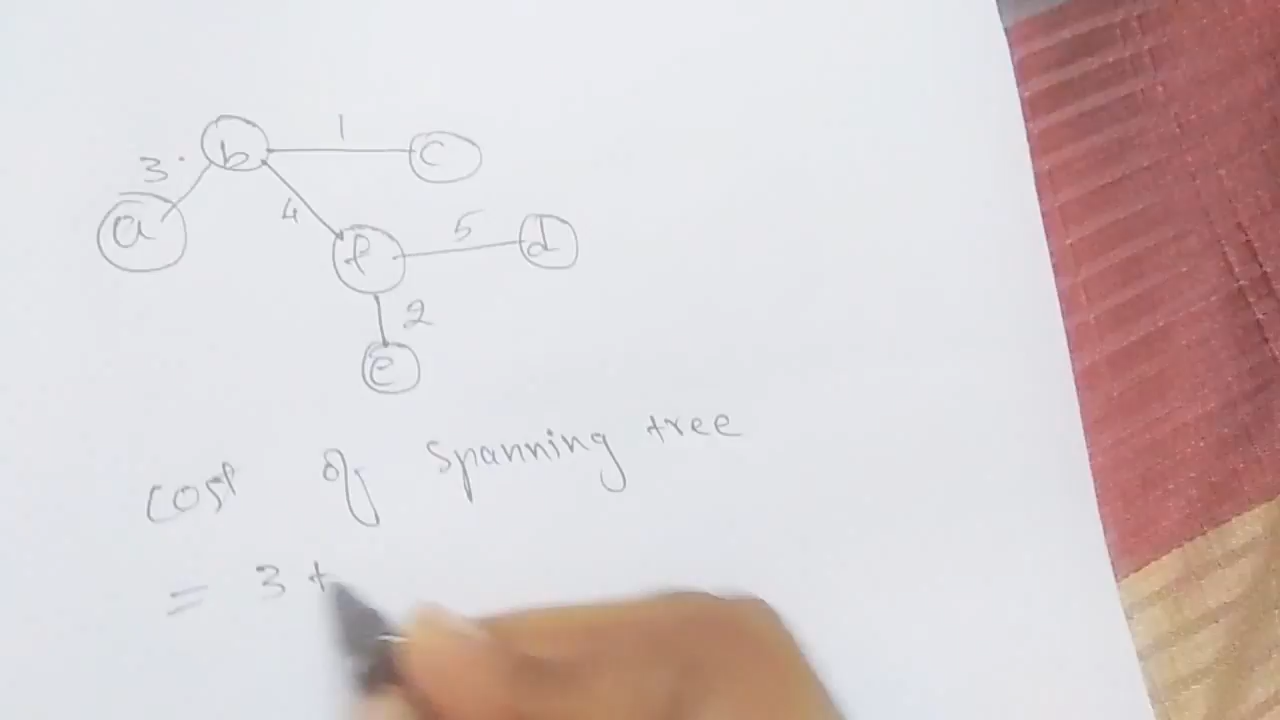 b 1 c
3
a 4 f 5 d
2
e
cost of spanning tree
= 3 +